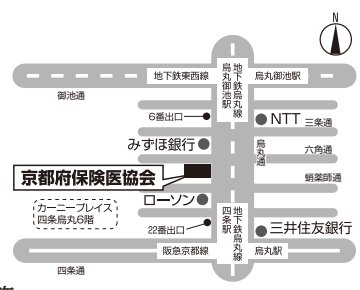 N
地下鉄東西線
烏丸御池駅
地下鉄烏丸線
烏丸御池駅
御池通
6番出口
NTT
三条通
みずほ銀行
烏丸通
六角通
京都府保険医協会
蛸薬師通
カーニープレイス
四条烏丸6階
ローソン
四条駅
地下鉄烏丸線
22番出口
三井住友銀行
阪急京都線
烏丸駅
四条通